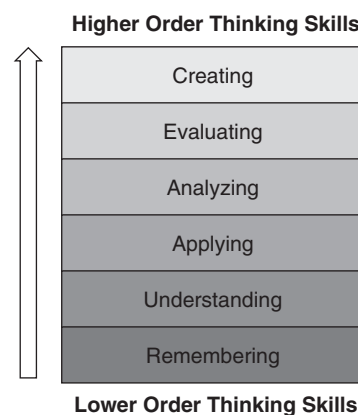 Higher Order Thinking Skills
Creating
Evaluating
Analyzing
Applying
Understanding
Remembering
Lower Order Thinking Skills